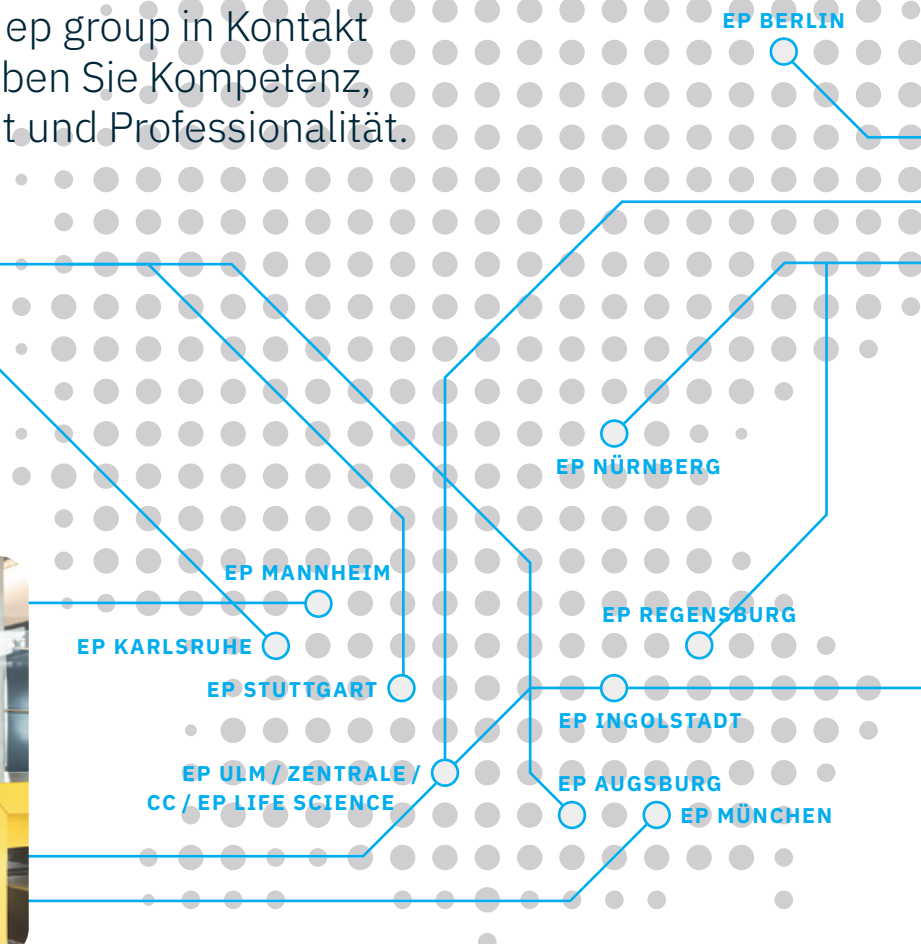 ep group in Kontakt
ben Sie Kompetenz,
t und Professionalität.
EP BERLIN
EP NÜRNBERG
EP MANNHEIM
EP REGENSBURG
EP KARLSRUHE
EP STUTTGART
EP INGOLSTADT
EP ULM / ZENTRALE /
CC / EP LIFE SCIENCE
EP AUGSBURG
EP MÜNCHEN